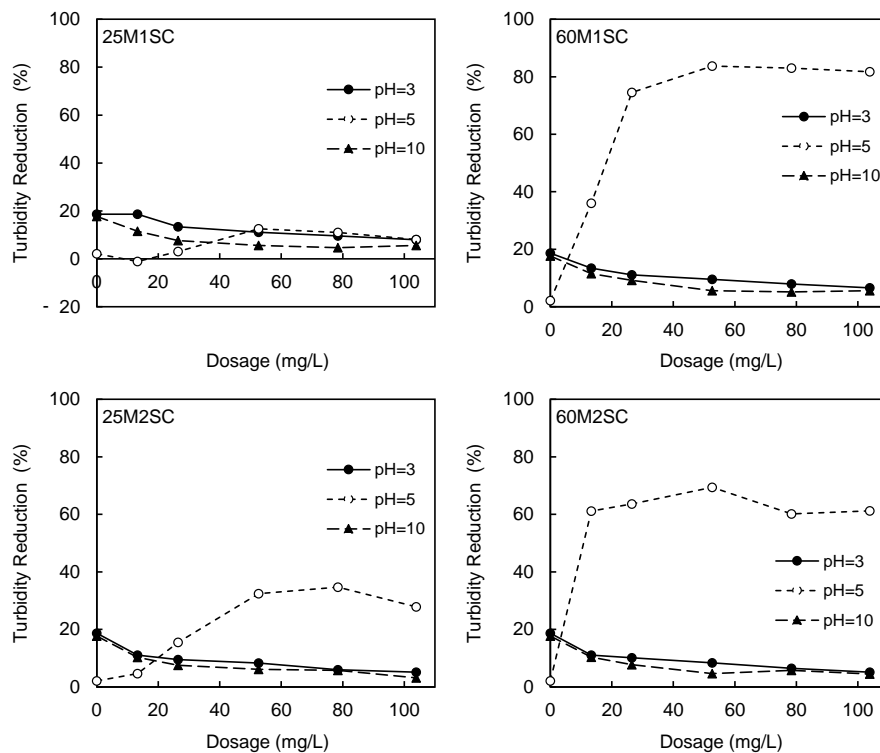 25M1SC
Turbidity Reduction (%)
100
80
60
40
20
0
- 20
pH=3
pH=5
pH=10
0 20 40 60 80 100
Dosage (mg/L)
60M1SC
Turbidity Reduction (%)
100
80
60
40
20
0
pH=3
pH=5
pH=10
0 20 40 60 80 100
Dosage (mg/L)
25M2SC
Turbidity Reduction (%)
100
80
60
40
20
0
pH=3
pH=5
pH=10
0 20 40 60 80 100
Dosage (mg/L)
60M2SC
Turbidity Reduction (%)
100
80
60
40
20
0
pH=3
pH=5
pH=10
0 20 40 60 80 100
Dosage (mg/L)